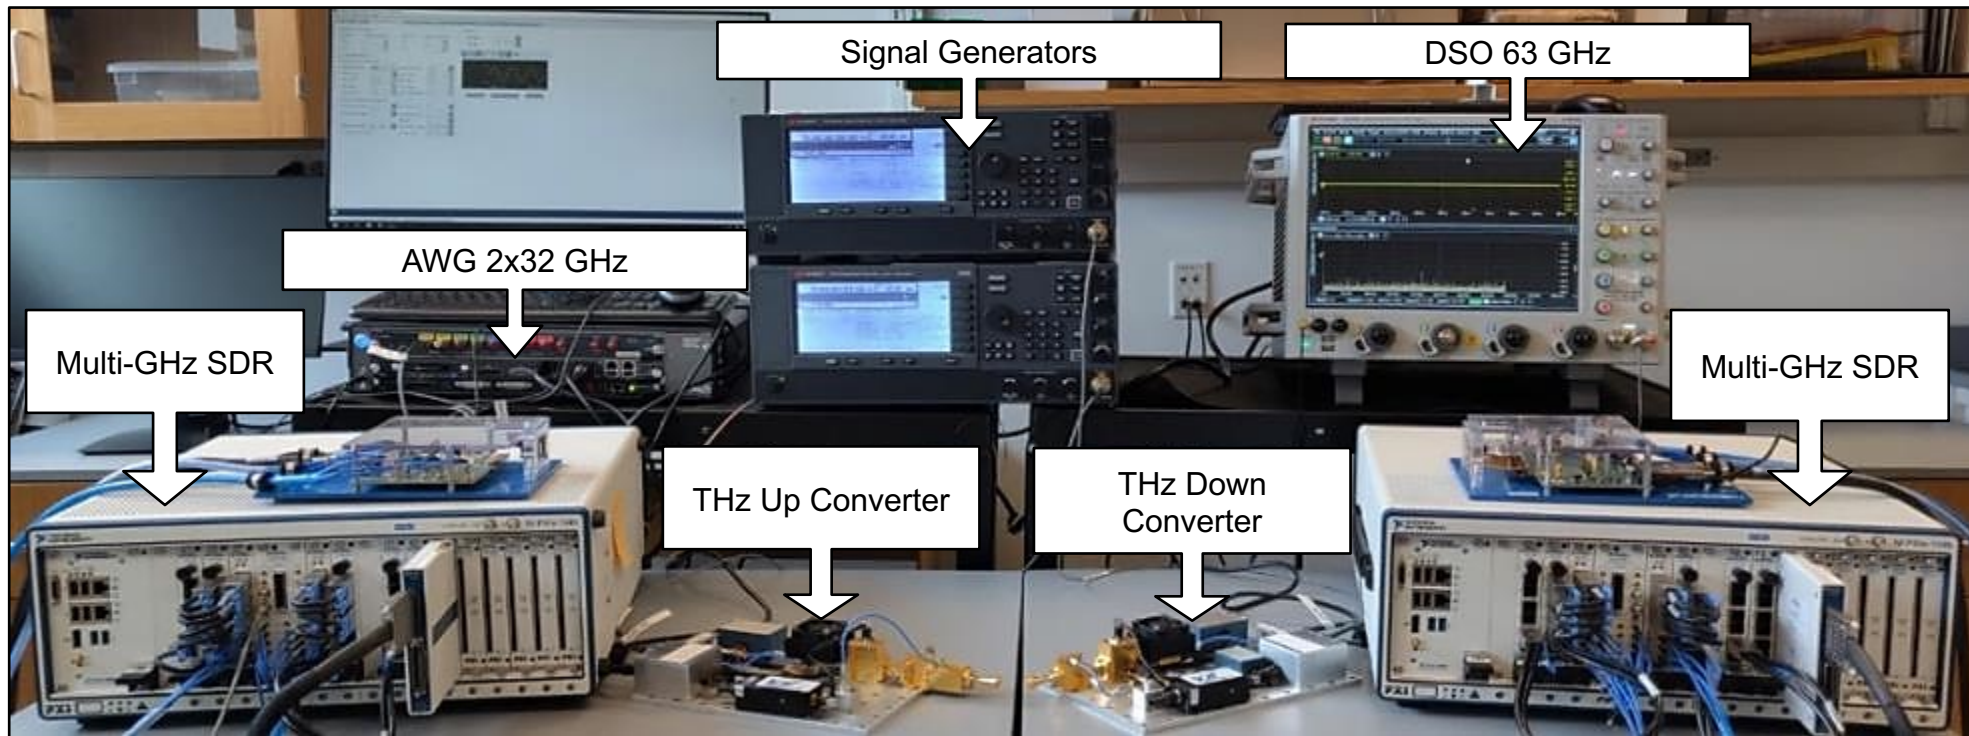 Signal Generators
DSO 63 GHz
AWG 2x32 GHz
Multi-GHz SDR
Multi-GHz SDR
THz Up Converter
THz Down
Converter